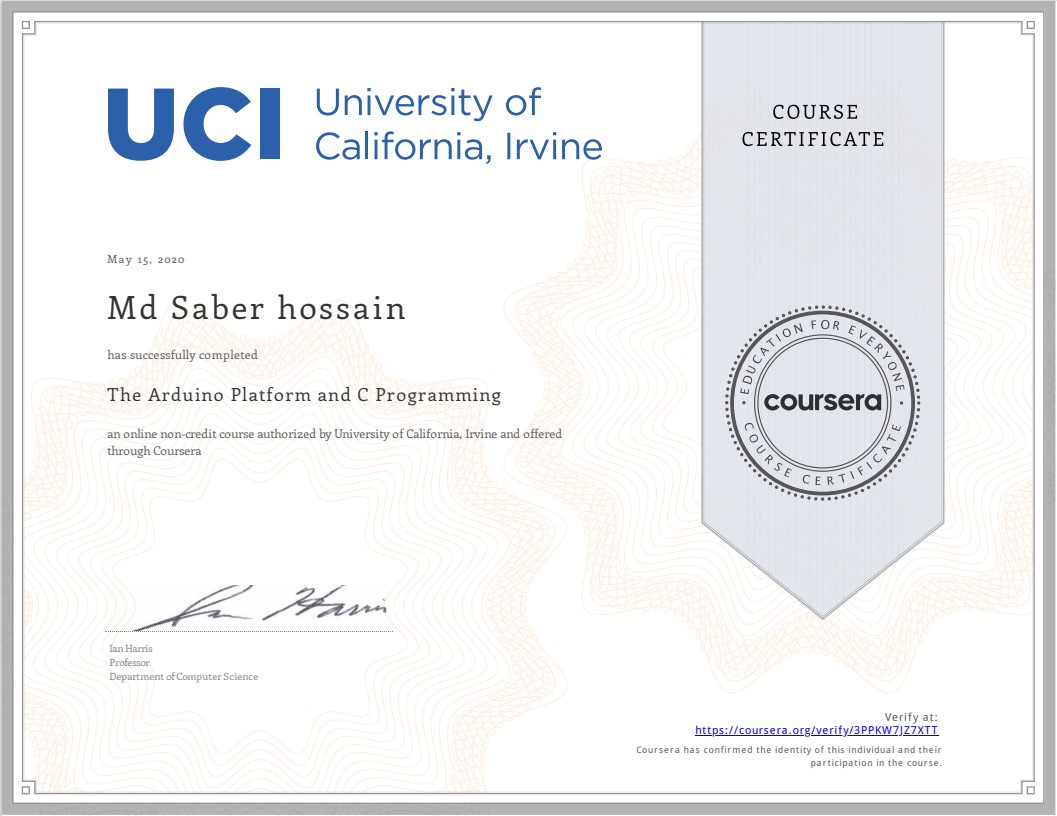 UCI University of
California, Irvine
COURSE
CERTIFICATE
May 15, 2020
Md Saber hossain
has successfully completed
The Arduino Platform and C Programming
an online non-credit course authorized by University of California, Irvine and offered
through Coursera
EDUCATION FOR EVERYONE
coursera
COURSE CERTIFICATE
Ian Harris
Ian Harris
Professor
Department of Computer Science
Verify at:
https://coursera.org/verify/3PPKW7JZ7XTT
Coursera has confirmed the identity of this individual and their
participation in the course.